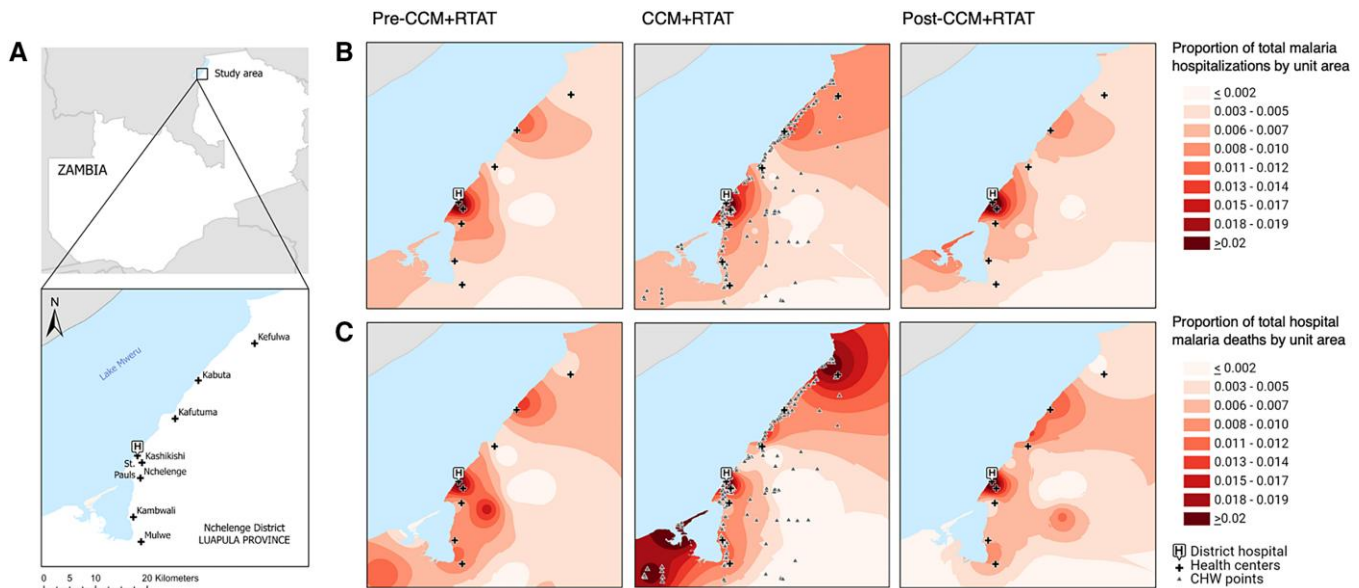 Pre-CCM+RTAT
CCM+RTAT
Post-CCM+RTAT
A
Study area
ZAMBIA
N
Lake Mweru
Kefulwa
Kabuta
Kafutuma
H
Kashikishi
St.
Nchelenge
Pauls
Kambwali
Mulwe
Nchelenge District
LUAPULA PROVINCE
0 5 10 20 Kilometers
B
H
H
H
Proportion of total malaria
hospitalizations by unit area
≤ 0.002
0.003 - 0.005
0.006 - 0.007
0.008 - 0.010
0.011 - 0.012
0.013 - 0.014
0.015 - 0.017
0.018 - 0.019
≥0.02
C
H
H
H
Proportion of total hospital
malaria deaths by unit area
≤ 0.002
0.003 - 0.005
0.006 - 0.007
0.008 - 0.010
0.011 - 0.012
0.013 - 0.014
0.015 - 0.017
0.018 - 0.019
≥0.02
H District hospital
Health centers
CHW points